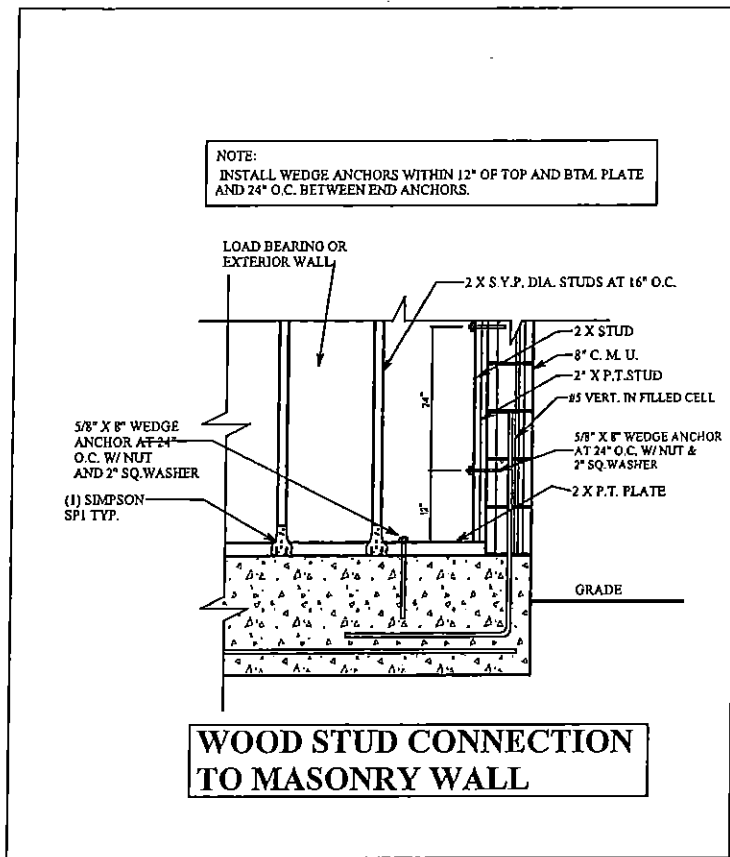 NOTE:
INSTALL WEDGE ANCHORS WITHIN 12" OF TOP AND BTM. PLATE
AND 24" O.C. BETWEEN END ANCHORS.
LOAD BEARING OR
EXTERIOR WALL
2 X S.Y.P. DIA. STUDS AT 16" O.C.
2 X STUD
8" C. M. U.
2" X P.T.STUD
#5 VERT. IN FILLED CELL
5/8" X 8" WEDGE ANCHOR
AT 24" O.C. W/ NUT &
2" SQ.WASHER
2 X P.T. PLATE
24"
12"
5/8" X 8" WEDGE
ANCHOR AT 24"
O.C. W/ NUT
AND 2" SQ.WASHER
(1) SIMPSON
SP1 TYP.
GRADE
WOOD STUD CONNECTION
TO MASONRY WALL